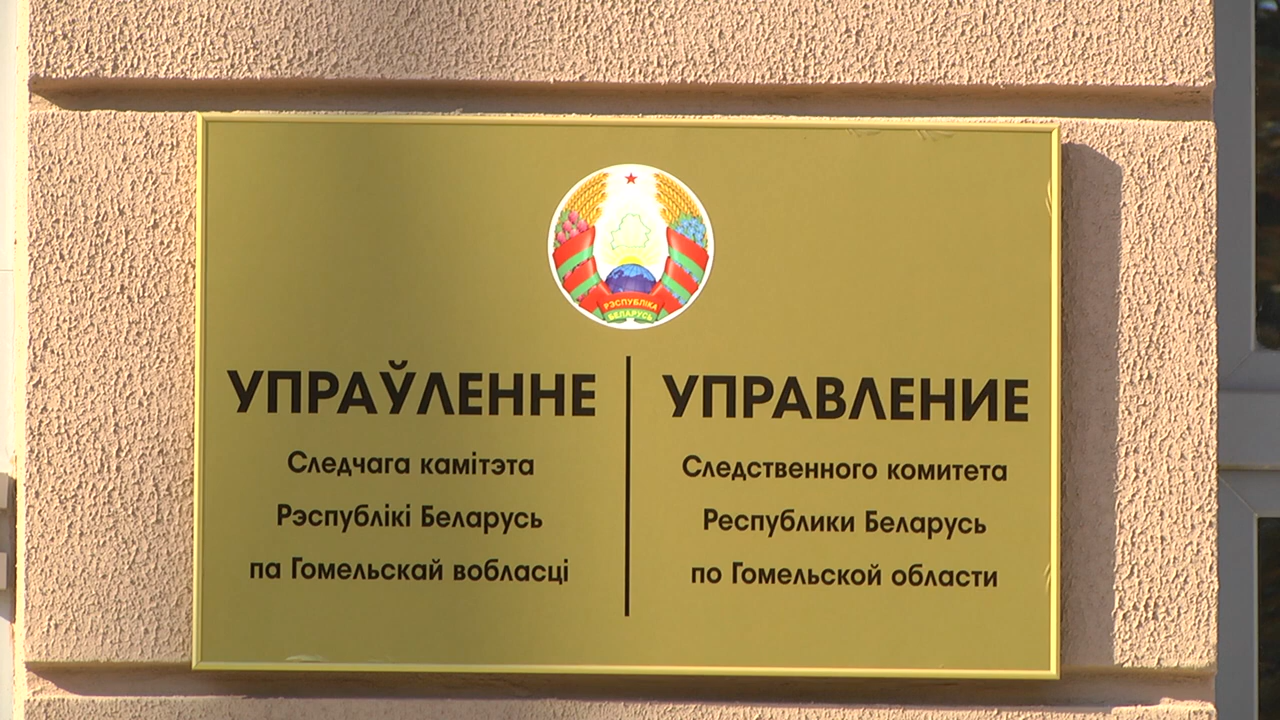 РЭСПУБЛІКА
БЕЛАРУСЬ
УПРАЎЛЕННЕ
Следчага камітэта
Рэспублікі Беларусь
па Гомельскай вобласці
УПРАВЛЕНИЕ
Следственного комитета
Республики Беларусь
по Гомельской области